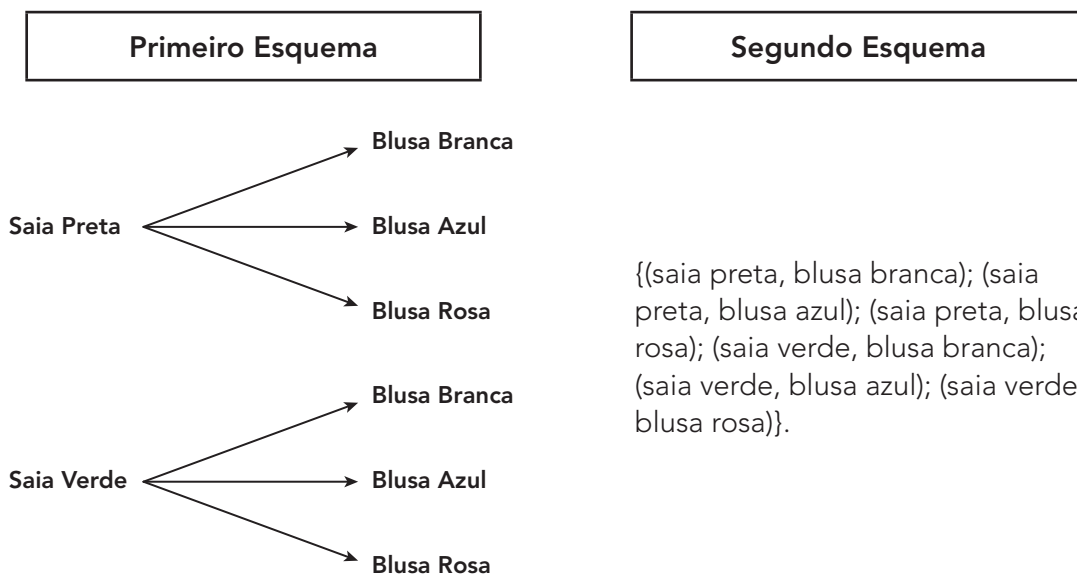 Primeiro Esquema
Blusa Branca
Saia Preta
Blusa Azul
Blusa Rosa
Blusa Branca
Saia Verde
Blusa Azul
Blusa Rosa
Segundo Esquema
{(saia preta, blusa branca); (saia
preta, blusa azul); (saia preta, blusa
rosa); (saia verde, blusa branca);
(saia verde, blusa azul); (saia verde
blusa rosa)}.